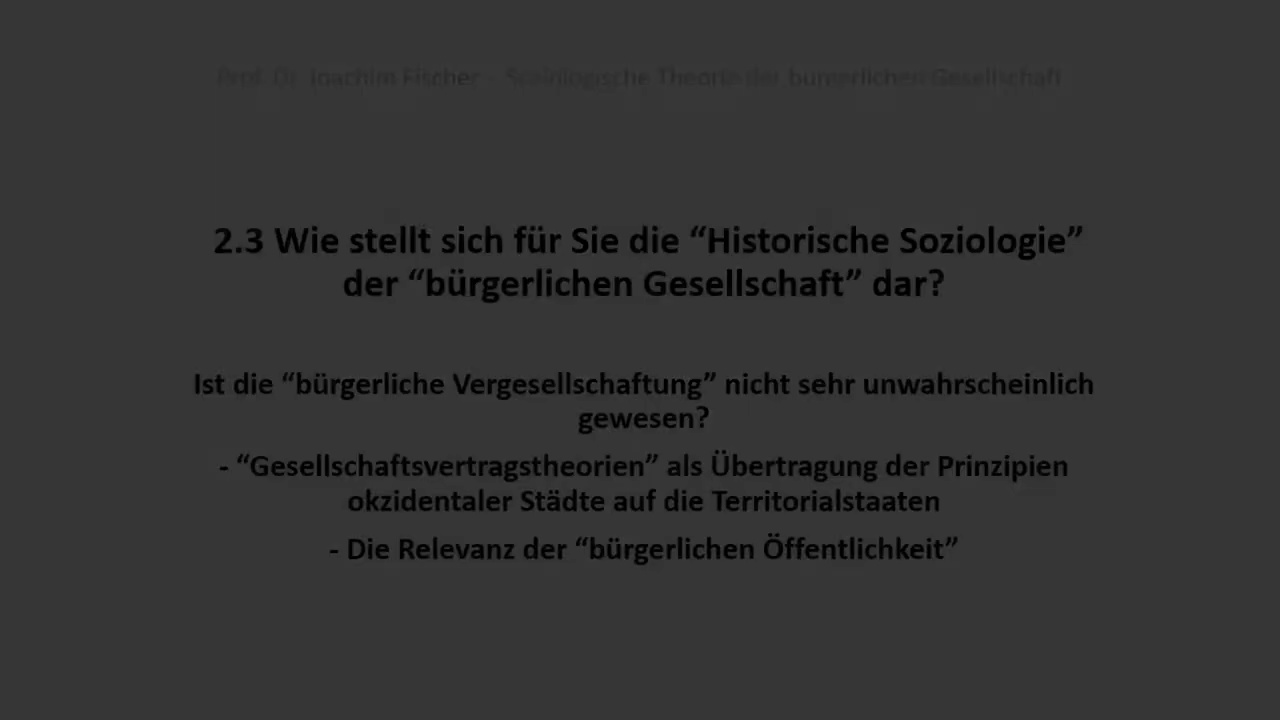 Prof. Dr. Joachim Fischer - Soziologische Theorie der bürgerlichen Gesellschaft
2.3 Wie stellt sich für Sie die “Historische Soziologie”
der “bürgerlichen Gesellschaft” dar?
Ist die “bürgerliche Vergesellschaftung” nicht sehr unwahrscheinlich
gewesen?
- “Gesellschaftsvertragstheorien” als Übertragung der Prinzipien
okzidentaler Städte auf die Territorialstaaten
- Die Relevanz der “bürgerlichen Öffentlichkeit”